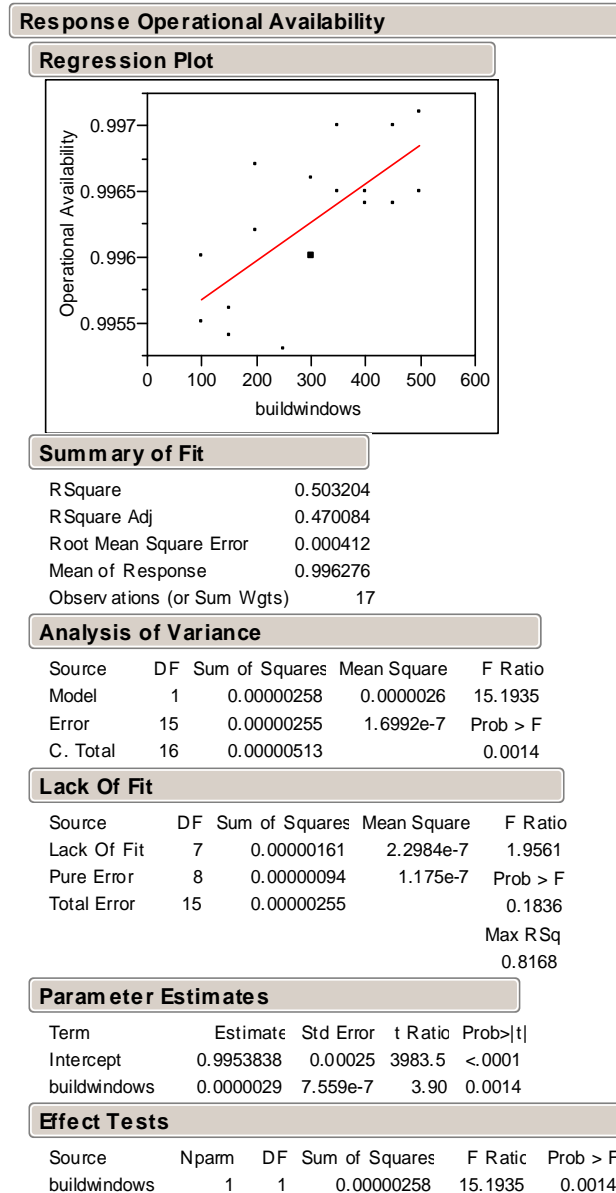 Response Operational Availability
Regression Plot
0.997
0.9965
0.996
0.9955
Operational Availability
0 100 200 300 400 500 600
buildwindows
Summary of Fit
RSquare 0.503204
RSquare Adj 0.470084
Root Mean Square Error 0.000412
Mean of Response 0.996276
Observations (or Sum Wgts) 17
Analysis of Variance
Source DF Sum of Squares Mean Square F Ratio
Model 1 0.00000258 0.0000026 15.1935
Error 15 0.00000255 1.6992e-7 Prob > F
C. Total 16 0.00000513 0.0014
Lack Of Fit
Source DF Sum of Squares Mean Square F Ratio
Lack Of Fit 7 0.00000161 2.2984e-7 1.9561
Pure Error 8 0.00000094 1.175e-7 Prob > F
Total Error 15 0.00000255 0.1836
Max RSq
0.8168
Parameter Estimates
Term Estimate Std Error t Ratio Prob>|t|
Intercept 0.9953838 0.00025 3983.5 <.0001
buildwindows 0.0000029 7.559e-7 3.90 0.0014
Effect Tests
Source Nparm DF Sum of Squares F Ratio Prob > F
buildwindows 1 1 0.00000258 15.1935 0.0014